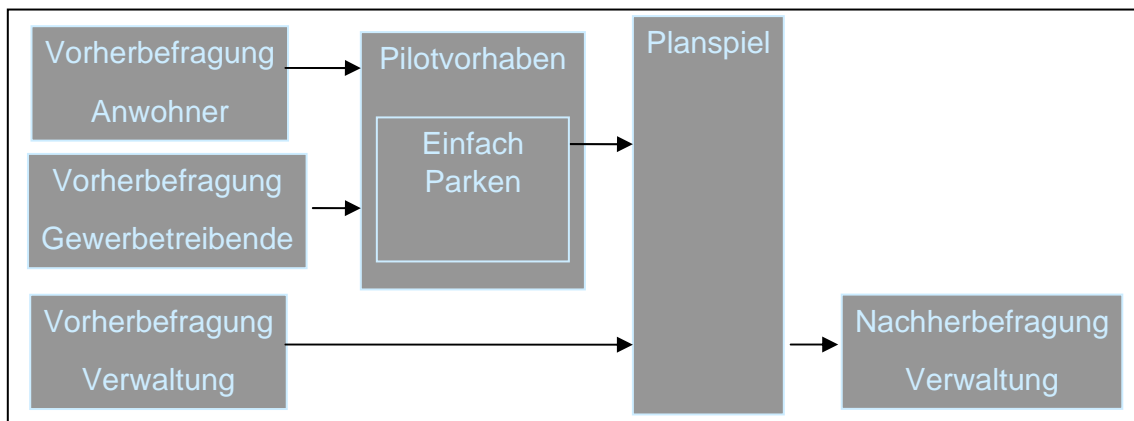 Vorherbefragung
Anwohner
Vorherbefragung
Gewerbetreibende
Vorherbefragung
Verwaltung
Pilotvorhaben
Einfach
Parken
Planspiel
Nachherbefragung
Verwaltung